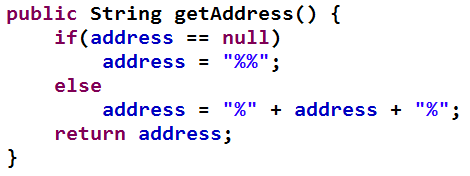 public String getAddress() {
    if(address == null)
        address = "%%";
    else
        address = "%" + address + "%";
    return address;
}